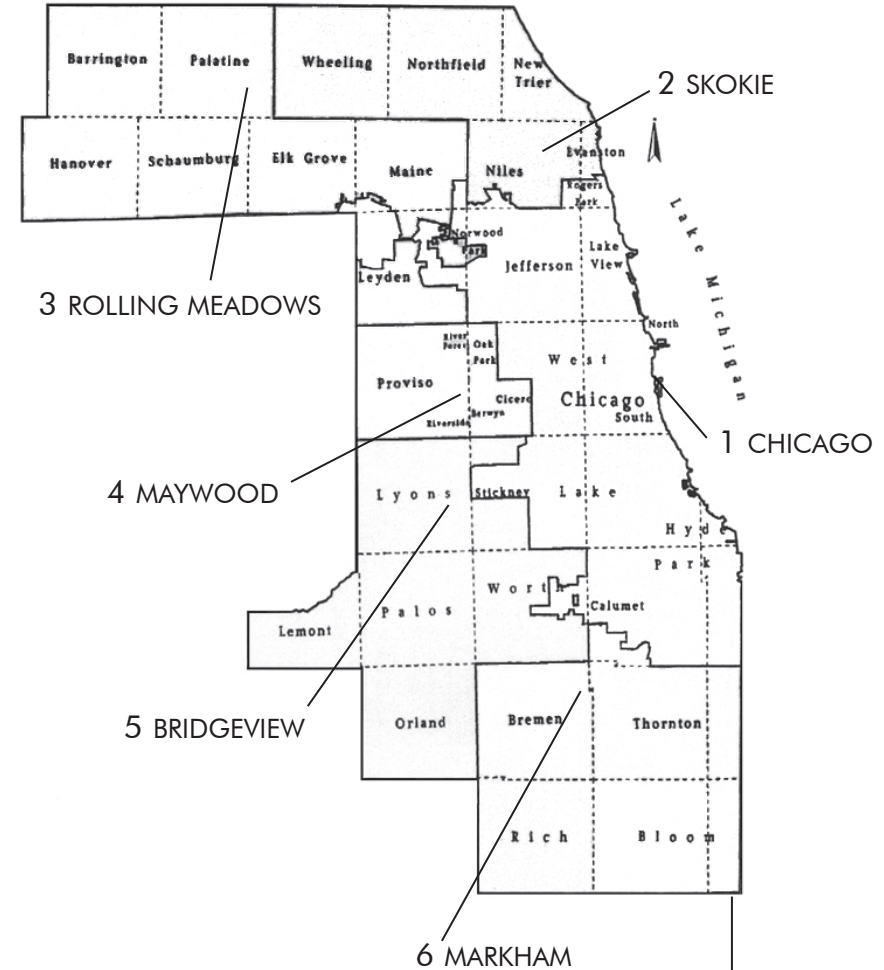 Barrington
Palatine
Wheeling
Northfield
New
Trier
2 SKOKIE
Hanover
Schaumburg
Elk Grove
Maine
Niles
Evanston
Rogers
Park
Lake Michigan
Norwood
Park
Lake
View
Jefferson
Leyden
3 ROLLING MEADOWS
North
River
Forest
Oak
Park
West
Proviso
Cicero
Chicago
Berwyn
South
Riverside
1 CHICAGO
4 MAYWOOD
Lyons
Stickney
Lake
Hyde
Park
Worth
Palos
Calumet
Lemont
5 BRIDGEVIEW
Orland
Bremen
Thornton
Rich
Bloom
6 MARKHAM